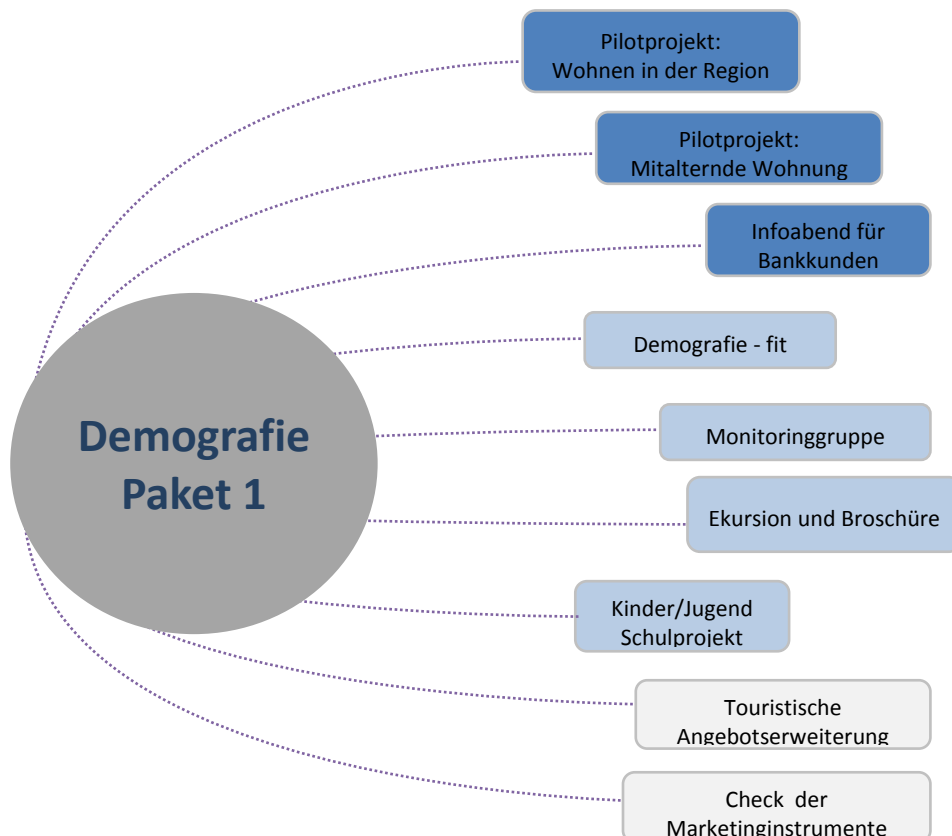 Pilotprojekt:
Wohnen in der Region
Pilotprojekt:
Mitalternde Wohnung
Infoabend für
Bankkunden
Demografie - fit
Demografie
Paket 1
Monitoringgruppe
Ekursion und Broschüre
Kinder/Jugend
Schulprojekt
Touristische
Angebotserweiterung
Check der
Marketinginstrumente